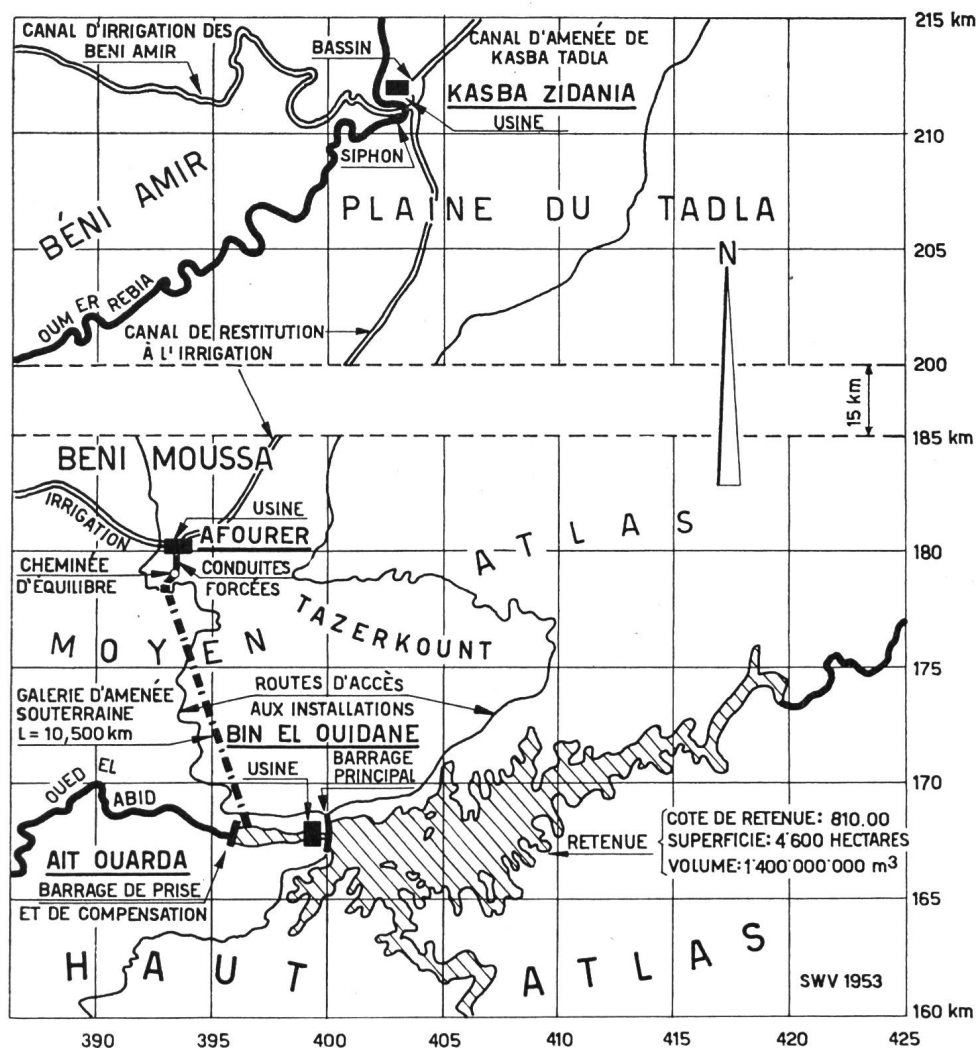 215 km
CANAL D'IRRIGATION DES
BENI AMIR
BASSIN
CANAL D'AMENÉE DE
KASBA TADLA
KASBA ZIDANIA
USINE
210
SIPHON
BÉNI AMIR
PLAINE DU TADLA
205
N
OUM ER REBIA
CANAL DE RESTITUTION
À L'IRRIGATION
200
15 km
185
BENI MOUSSA
IRRIGATION
USINE
AFOURER
180
CHEMINÉE
D'ÉQUILIBRE
CONDUITES
FORCÉES
ATLAS
TAZERKOUNT
MOYEN
175
GALERIE D'AMENÉE
SOUTERRAINE
L = 10,500 km
ROUTES D'ACCÈS
AUX INSTALLATIONS
BIN EL OUIDANE
BARRAGE
PRINCIPAL
USINE
170
OUED EL
ABID
RETENUE
COTE DE RETENUE: 810.00
SUPERFICIE: 4'600 HECTARES
VOLUME: 1'400'000'000 m³
AIT OUARDA
BARRAGE DE PRISE
ET DE COMPENSATION
165
HAUT ATLAS
SWV 1953
160 km
390 395 400 405 410 415 420 425